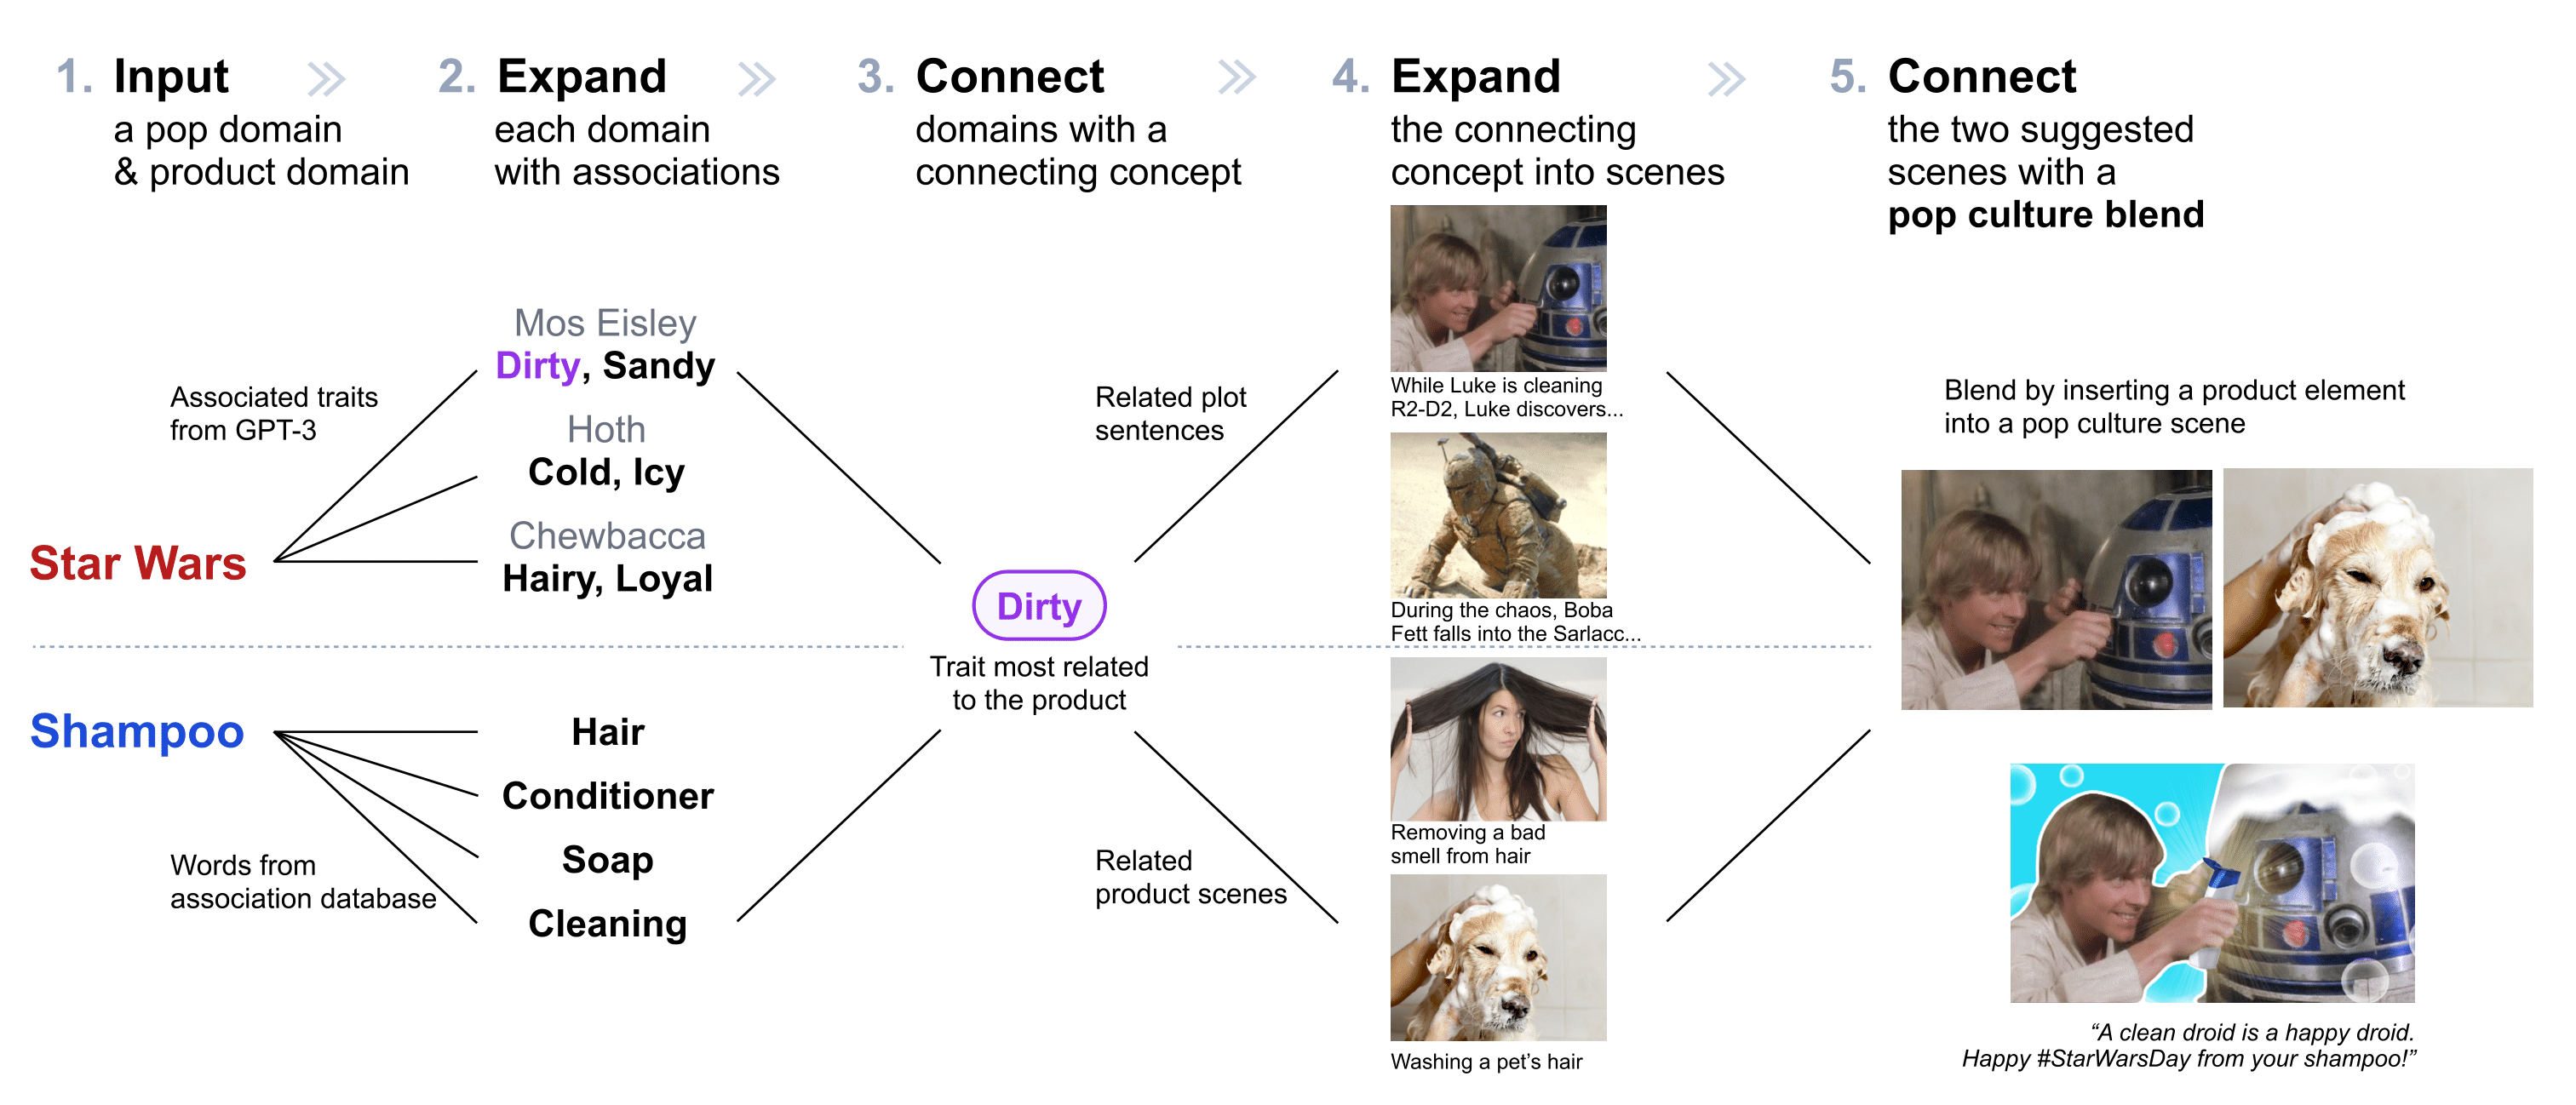 1. Input
a pop domain
& product domain
2. Expand
each domain
with associations
3. Connect
domains with a
connecting concept
4. Expand
the connecting
concept into scenes
5. Connect
the two suggested
scenes with a
pop culture blend
Associated traits
from GPT-3
Star Wars
Mos Eisley
Dirty, Sandy
Hoth
Cold, Icy
Chewbacca
Hairy, Loyal
Shampoo
Words from
association database
Hair
Conditioner
Soap
Cleaning
Dirty
Trait most related
to the product
Related plot
sentences
Related
product scenes
While Luke is cleaning
R2-D2, Luke discovers...
During the chaos, Boba
Fett falls into the Sarlacc...
Removing a bad
smell from hair
Washing a pet’s hair
Blend by inserting a product element
into a pop culture scene
“A clean droid is a happy droid.
Happy #StarWarsDay from your shampoo!”